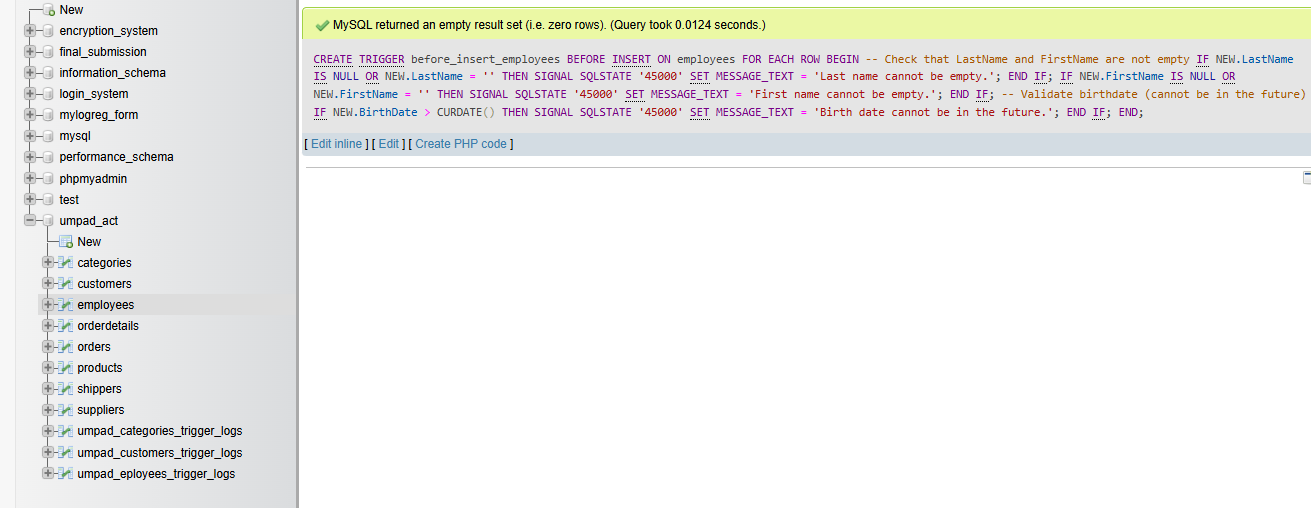 New
encryption_system
final_submission
information_schema
login_system
mylogreg_form
mysql
performance_schema
phpmyadmin
test
umpad_act
New
categories
customers
employees
orderdetails
orders
products
shippers
suppliers
umpad_categories_trigger_logs
umpad_customers_trigger_logs
umpad_eployees_trigger_logs
MySQL returned an empty result set (i.e. zero rows). (Query took 0.0124 seconds.)
CREATE TRIGGER before_insert_employees BEFORE INSERT ON employees FOR EACH ROW BEGIN -- Check that LastName and FirstName are not empty IF NEW.LastName
IS NULL OR NEW.LastName = '' THEN SIGNAL SQLSTATE '45000' SET MESSAGE_TEXT = 'Last name cannot be empty.'; END IF; IF NEW.FirstName IS NULL OR
NEW.FirstName = '' THEN SIGNAL SQLSTATE '45000' SET MESSAGE_TEXT = 'First name cannot be empty.'; END IF; -- Validate birthdate (cannot be in the future)
IF NEW.BirthDate > CURDATE() THEN SIGNAL SQLSTATE '45000' SET MESSAGE_TEXT = 'Birth date cannot be in the future.'; END IF; END;
[ Edit inline ] [ Edit ] [ Create PHP code ]